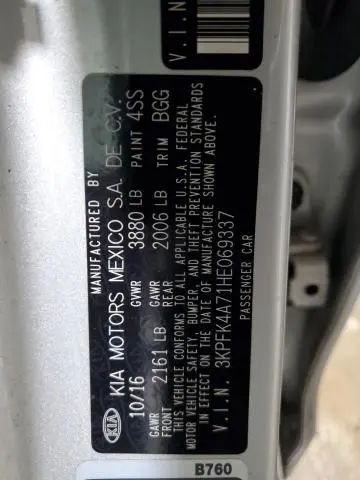 MANUFACTURED BY
KIA KIA MOTORS MEXICO S.A. DE C.V.
10/16 GVWR 3880 LB PAINT 4SS
GAWR FRONT 2161 LB GAWR REAR 2006 LB TRIM BGG
THIS VEHICLE CONFORMS TO ALL APPLICABLE U.S.A. FEDERAL
MOTOR VEHICLE SAFETY, BUMPER, AND THEFT PREVENTION STANDARDS
IN EFFECT ON THE DATE OF MANUFACTURE SHOWN ABOVE.
V.I.N. 3KPFK4A71HE069937
PASSENGER CAR
V.I.N.
B760